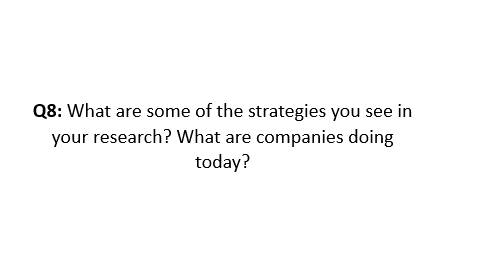 Q8: What are some of the strategies you see in
your research? What are companies doing
today?